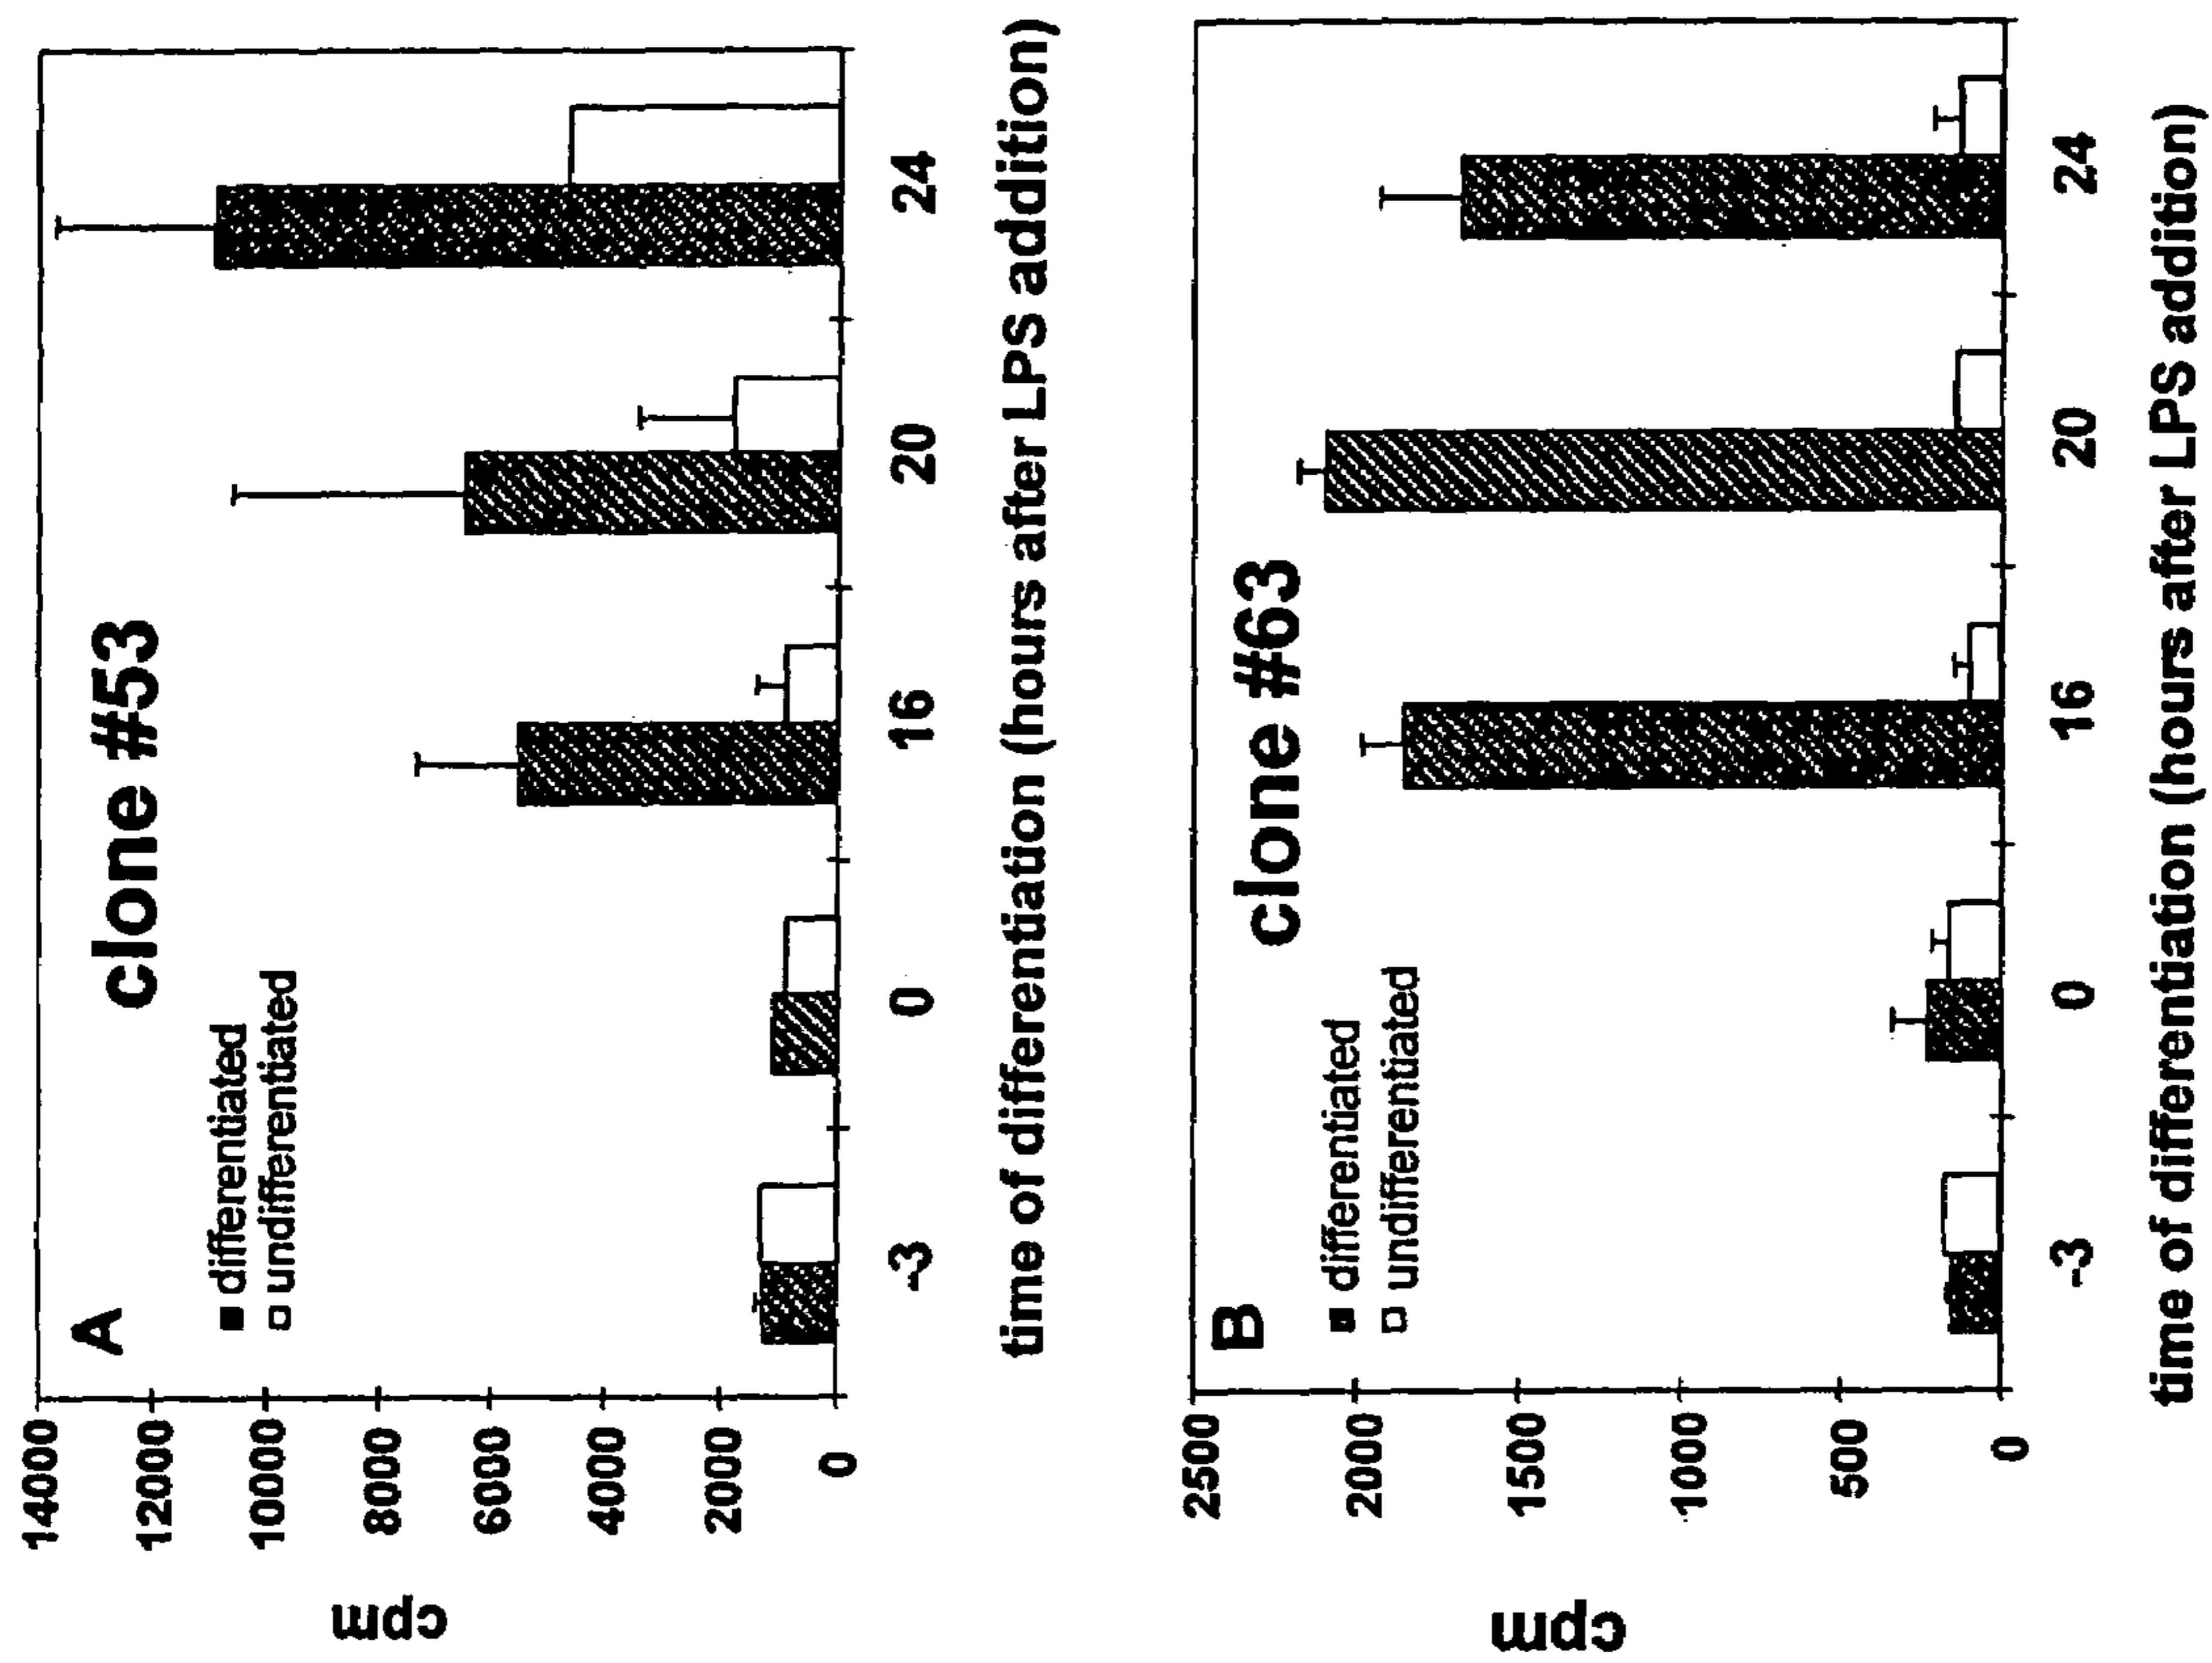 A
clone #53
differentiated
undifferentiated
cpm
14000
12000
10000
8000
6000
4000
2000
0
-3 0 16 20 24
time of differentiation (hours after LPS addition)
B
clone #63
differentiated
undifferentiated
cpm
2500
2000
1500
1000
500
0
-3 0 16 20 24
time of differentiation (hours after LPS addition)